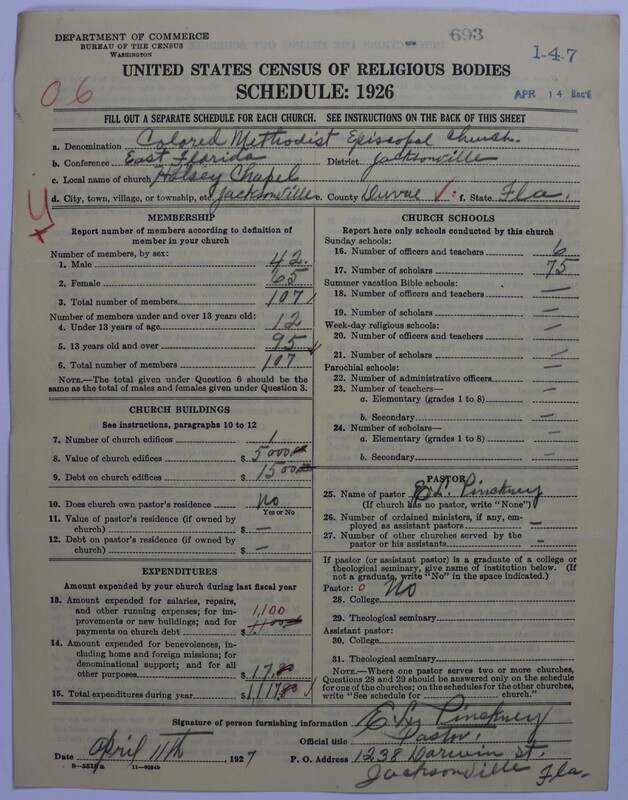 DEPARTMENT OF COMMERCE
BUREAU OF THE CENSUS
WASHINGTON
693
1-4-7
UNITED STATES CENSUS OF RELIGIOUS BODIES
SCHEDULE: 1926
06
APR 14
FILL OUT A SEPARATE SCHEDULE FOR EACH CHURCH. SEE INSTRUCTIONS ON THE BACK OF THIS SHEET
a. Denomination Colored Methodist Episcopal Church.
b. Conference East Florida District Jacksonville
c. Local name of church Halsey Chapel
d. City, town, village, or township, etc. Jacksonville e. County Duval f. State Fla.
MEMBERSHIP
Report number of members according to definition of member in your church
Number of members, by sex:
1. Male 42.
2. Female 65
3. Total number of members 107
Number of members under and over 13 years old:
4. Under 13 years of age 12
5. 13 years old and over 95
6. Total number of members 107
NOTE.—The total given under Question 6 should be the same as the total of males and females given under Question 3.
CHURCH BUILDINGS
See instructions, paragraphs 10 to 12
7. Number of church edifices 1
8. Value of church edifices $ 5000
9. Debt on church edifices $ 1500
10. Does church own pastor's residence No
Yes or No
11. Value of pastor's residence (if owned by church) $ —
12. Debt on pastor's residence (if owned by church) $ —
EXPENDITURES
Amount expended by your church during last fiscal year
13. Amount expended for salaries, repairs, and other running expenses; for improvements or new buildings; and for payments on church debt $ 1,100
14. Amount expended for benevolences, including home and foreign missions; for denominational support; and for all other purposes $ 178
15. Total expenditures during year $
CHURCH SCHOOLS
Report here only schools conducted by this church
Sunday schools:
16. Number of officers and teachers 6
17. Number of scholars 75
Summer vacation Bible schools:
18. Number of officers and teachers —
19. Number of scholars —
Week-day religious schools:
20. Number of officers and teachers —
21. Number of scholars —
Parochial schools:
22. Number of administrative officers —
23. Number of teachers—
a. Elementary (grades 1 to 8) —
b. Secondary —
24. Number of scholars—
a. Elementary (grades 1 to 8) —
b. Secondary —
PASTOR
25. Name of pastor E. L. Pinckney
(If church has no pastor, write "None")
26. Number of ordained ministers, if any, employed as assistant pastors —
27. Number of other churches served by the pastor or his assistants —
If pastor (or assistant pastor) is a graduate of a college or theological seminary, give name of institution below. (If not a graduate, write "No" in the space indicated.)
Pastor: 0 No
28. College
29. Theological seminary
Assistant pastor:
30. College
31. Theological seminary
NOTE.—Where one pastor serves two or more churches, Questions 28 and 29 should be answered only on the schedule for one of the churches; on the schedules for the other churches, write "See schedule for church."
Signature of person furnishing information E. L. Pinckney
Official title Pastor.
Date April 11th, 1927 P. O. Address 1238 Darwin St.
Jacksonville Fla.